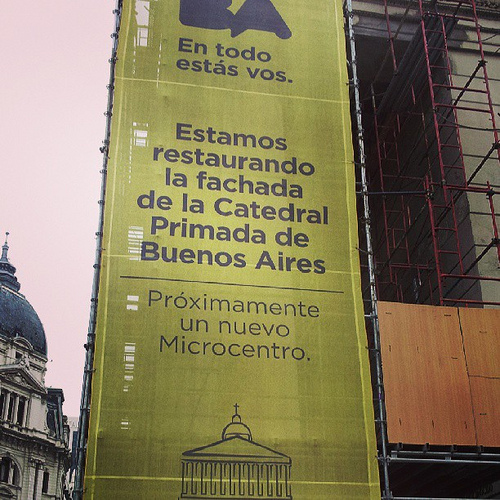 BA
En todo
estás vos.
Estamos
restaurando
la fachada
de la Catedral
Primada de
Buenos Aires
Próximamente
un nuevo
Microcentro.